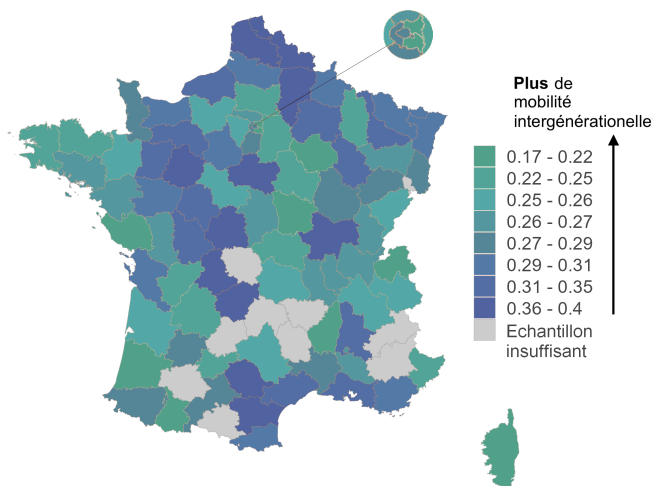 Plus de
mobilité
intergénérationelle
0.17 - 0.22
0.22 - 0.25
0.25 - 0.26
0.26 - 0.27
0.27 - 0.29
0.29 - 0.31
0.31 - 0.35
0.36 - 0.4
Echantillon
insuffisant